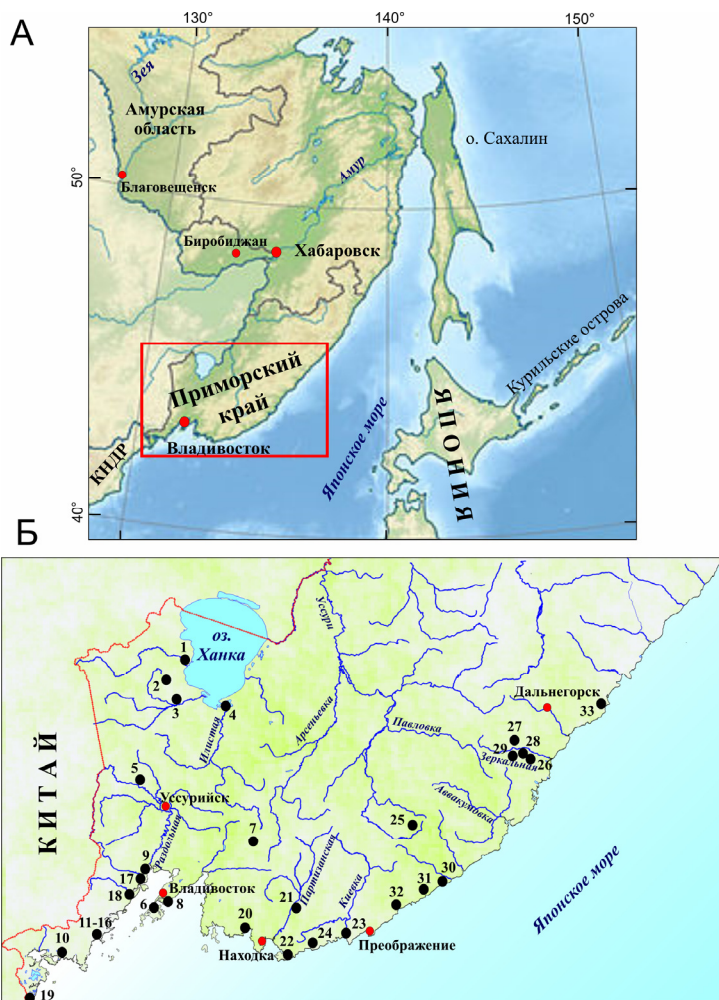 А
130°
140°
150°
Зея
Амурская
область
о. Сахалин
50°
Благовещенск
Амур
Биробиджан
Хабаровск
Курильские острова
Приморский
край
ЯПОНИЯ
Японское море
КНДР
Владивосток
40°
Б
Уссури
1
оз.
Ханка
2
3
4
Дальнегорск
33
Арсеньевка
Павловка
Илистая
27
28
29
Зеркальная
26
КИТАЙ
5
Уссурийск
Аввакумовка
7
25
Раздольная
Партизанская
9
17
Киевка
30
18
Владивосток
31
6
8
21
32
Японское море
11-16
20
23
10
24
Преображение
Находка
22
19